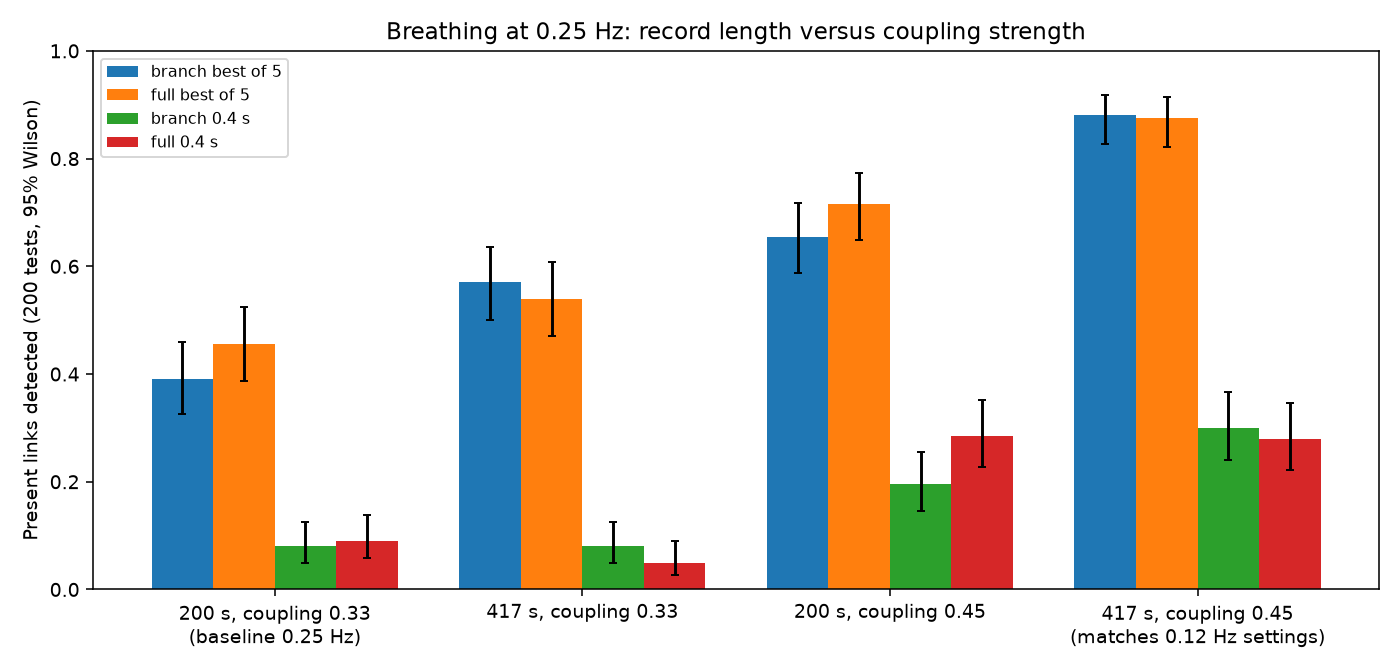 Breathing at 0.25 Hz: record length versus coupling strength
Present links detected (200 tests, 95% Wilson)
1.0
0.8
0.6
0.4
0.2
0.0
branch best of 5
full best of 5
branch 0.4 s
full 0.4 s
200 s, coupling 0.33
(baseline 0.25 Hz)
417 s, coupling 0.33
200 s, coupling 0.45
417 s, coupling 0.45
(matches 0.12 Hz settings)